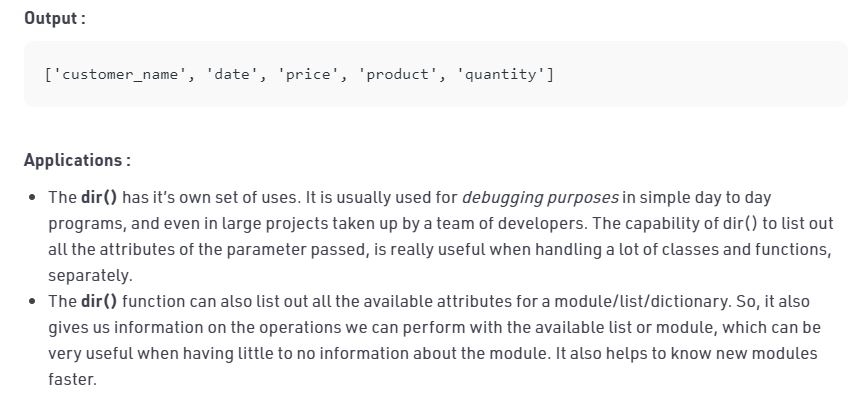 Output :
['customer_name', 'date', 'price', 'product', 'quantity']
Applications :
• The dir() has it’s own set of uses. It is usually used for debugging purposes in simple day to day
programs, and even in large projects taken up by a team of developers. The capability of dir() to list out
all the attributes of the parameter passed, is really useful when handling a lot of classes and functions,
separately.
• The dir() function can also list out all the available attributes for a module/list/dictionary. So, it also
gives us information on the operations we can perform with the available list or module, which can be
very useful when having little to no information about the module. It also helps to know new modules
faster.